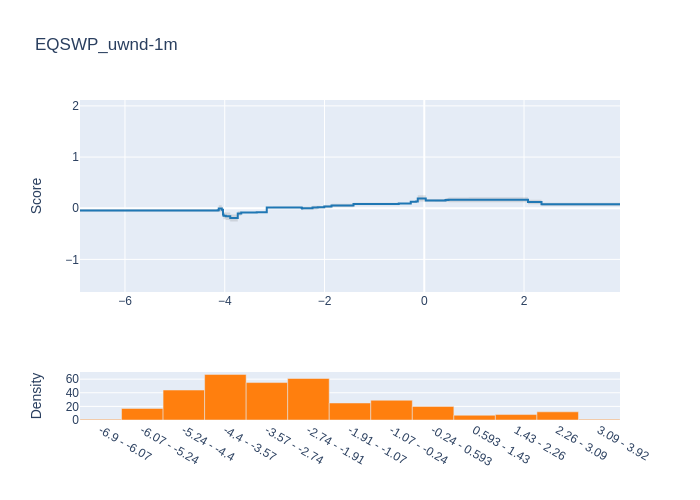 EQSWP_uwnd-1m
Score
2
1
0
−1
−6
−4
−2
0
2
Density
60
40
20
0
-6.9 - -6.07
-6.07 - -5.24
-5.24 - -4.4
-4.4 - -3.57
-3.57 - -2.74
-2.74 - -1.91
-1.91 - -1.07
-1.07 - -0.24
-0.24 - 0.593
0.593 - 1.43
1.43 - 2.26
2.26 - 3.09
3.09 - 3.92